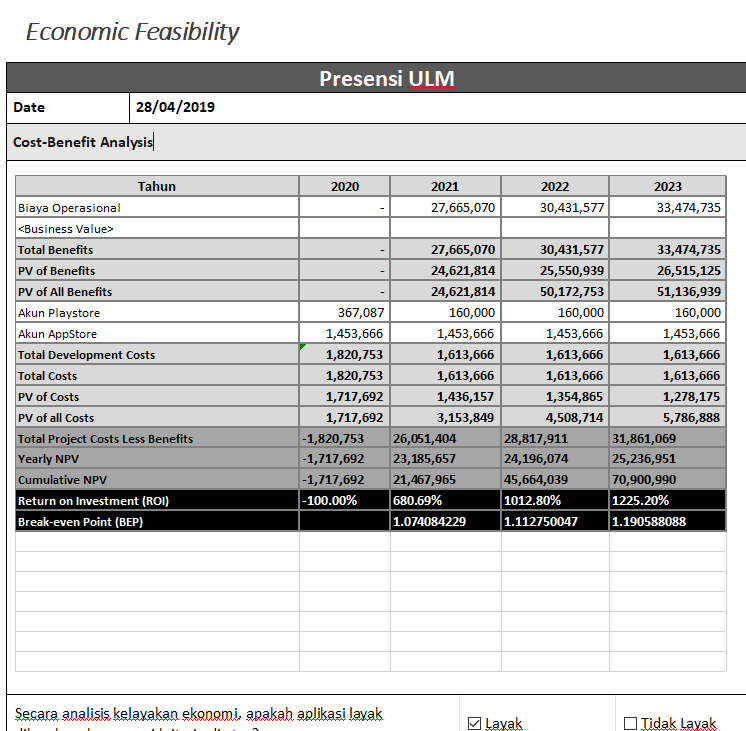 Economic Feasibility
Presensi ULM
Date 28/04/2019
Cost-Benefit Analysis
Tahun 2020 2021 2022 2023
Biaya Operasional - 27,665,070 30,431,577 33,474,735
<Business Value>
Total Benefits - 27,665,070 30,431,577 33,474,735
PV of Benefits - 24,621,814 25,550,939 26,515,125
PV of All Benefits - 24,621,814 50,172,753 51,136,939
Akun Playstore 367,087 160,000 160,000 160,000
Akun AppStore 1,453,666 1,453,666 1,453,666 1,453,666
Total Development Costs 1,820,753 1,613,666 1,613,666 1,613,666
Total Costs 1,820,753 1,613,666 1,613,666 1,613,666
PV of Costs 1,717,692 1,436,157 1,354,865 1,278,175
PV of all Costs 1,717,692 3,153,849 4,508,714 5,786,888
Total Project Costs Less Benefits -1,820,753 26,051,404 28,817,911 31,861,069
Yearly NPV -1,717,692 23,185,657 24,196,074 25,236,951
Cumulative NPV -1,717,692 21,467,965 45,664,039 70,900,990
Return on Investment (ROI) -100.00% 680.69% 1012.80% 1225.20%
Break-even Point (BEP) 1.074084229 1.112750047 1.190588088
Secara analisis kelayakan ekonomi, apakah aplikasi layak
Layak Tidak Layak